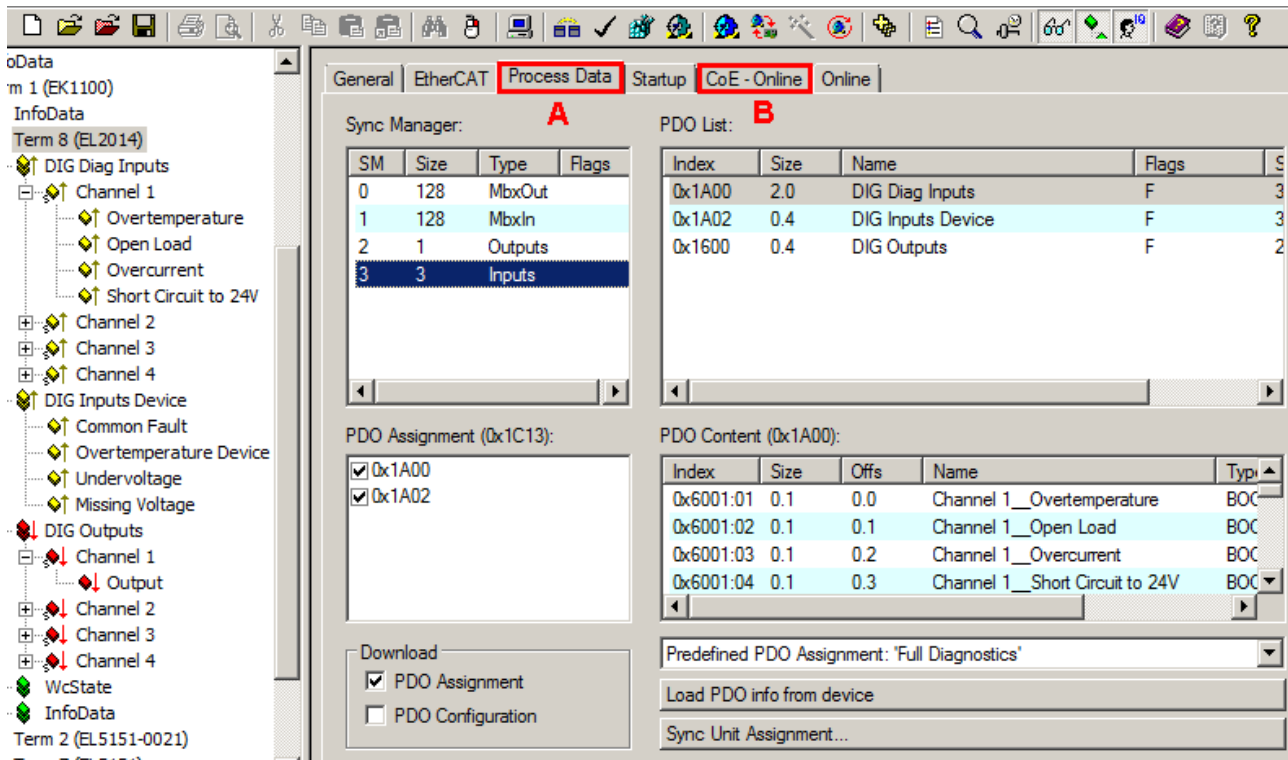 oData
rm 1 (EK1100)
InfoData
Term 8 (EL2014)
DIG Diag Inputs
Channel 1
Overtemperature
Open Load
Overcurrent
Short Circuit to 24V
Channel 2
Channel 3
Channel 4
DIG Inputs Device
Common Fault
Overtemperature Device
Undervoltage
Missing Voltage
DIG Outputs
Channel 1
Output
Channel 2
Channel 3
Channel 4
WcState
InfoData
Term 2 (EL5151-0021)
General EtherCAT Process Data Startup CoE - Online Online
A B
Sync Manager:
SM Size Type Flags
0 128 MbxOut
1 128 MbxIn
2 1 Outputs
3 3 Inputs
PDO List:
Index Size Name Flags S
0x1A00 2.0 DIG Diag Inputs F 3
0x1A02 0.4 DIG Inputs Device F 3
0x1600 0.4 DIG Outputs F 2
PDO Assignment (0x1C13):
0x1A00
0x1A02
PDO Content (0x1A00):
Index Size Offs Name Typ
0x6001:01 0.1 0.0 Channel 1__Overtemperature BOO
0x6001:02 0.1 0.1 Channel 1__Open Load BOO
0x6001:03 0.1 0.2 Channel 1__Overcurrent BOO
0x6001:04 0.1 0.3 Channel 1__Short Circuit to 24V BOO
Download
PDO Assignment
PDO Configuration
Predefined PDO Assignment: 'Full Diagnostics'
Load PDO info from device
Sync Unit Assignment...